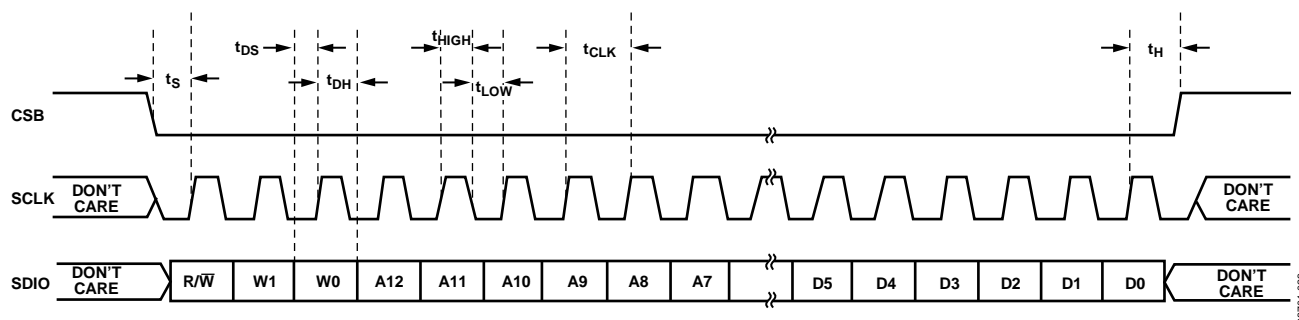 tDS
tHIGH
tCLK
tH
tS
tDH
tLOW
CSB
SCLK
DON'T
CARE
DON'T
CARE
SDIO
DON'T
CARE
R/W̅ W1 W0 A12 A11 A10 A9 A8 A7 D5 D4 D3 D2 D1 D0
DON'T
CARE